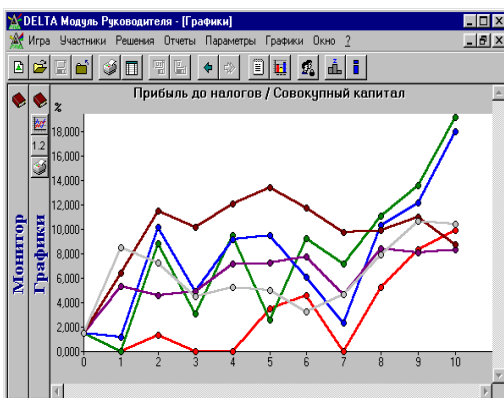 DELTA Модуль Руководителя - [Графики]
Игра Участники Решения Отчеты Параметры Графики Окно ?
Прибыль до налогов / Совокупный капитал
%
1.2
Монитор
Графики
18,000
16,000
14,000
12,000
10,000
8,000
6,000
4,000
2,000
0,000
0 1 2 3 4 5 6 7 8 9 10